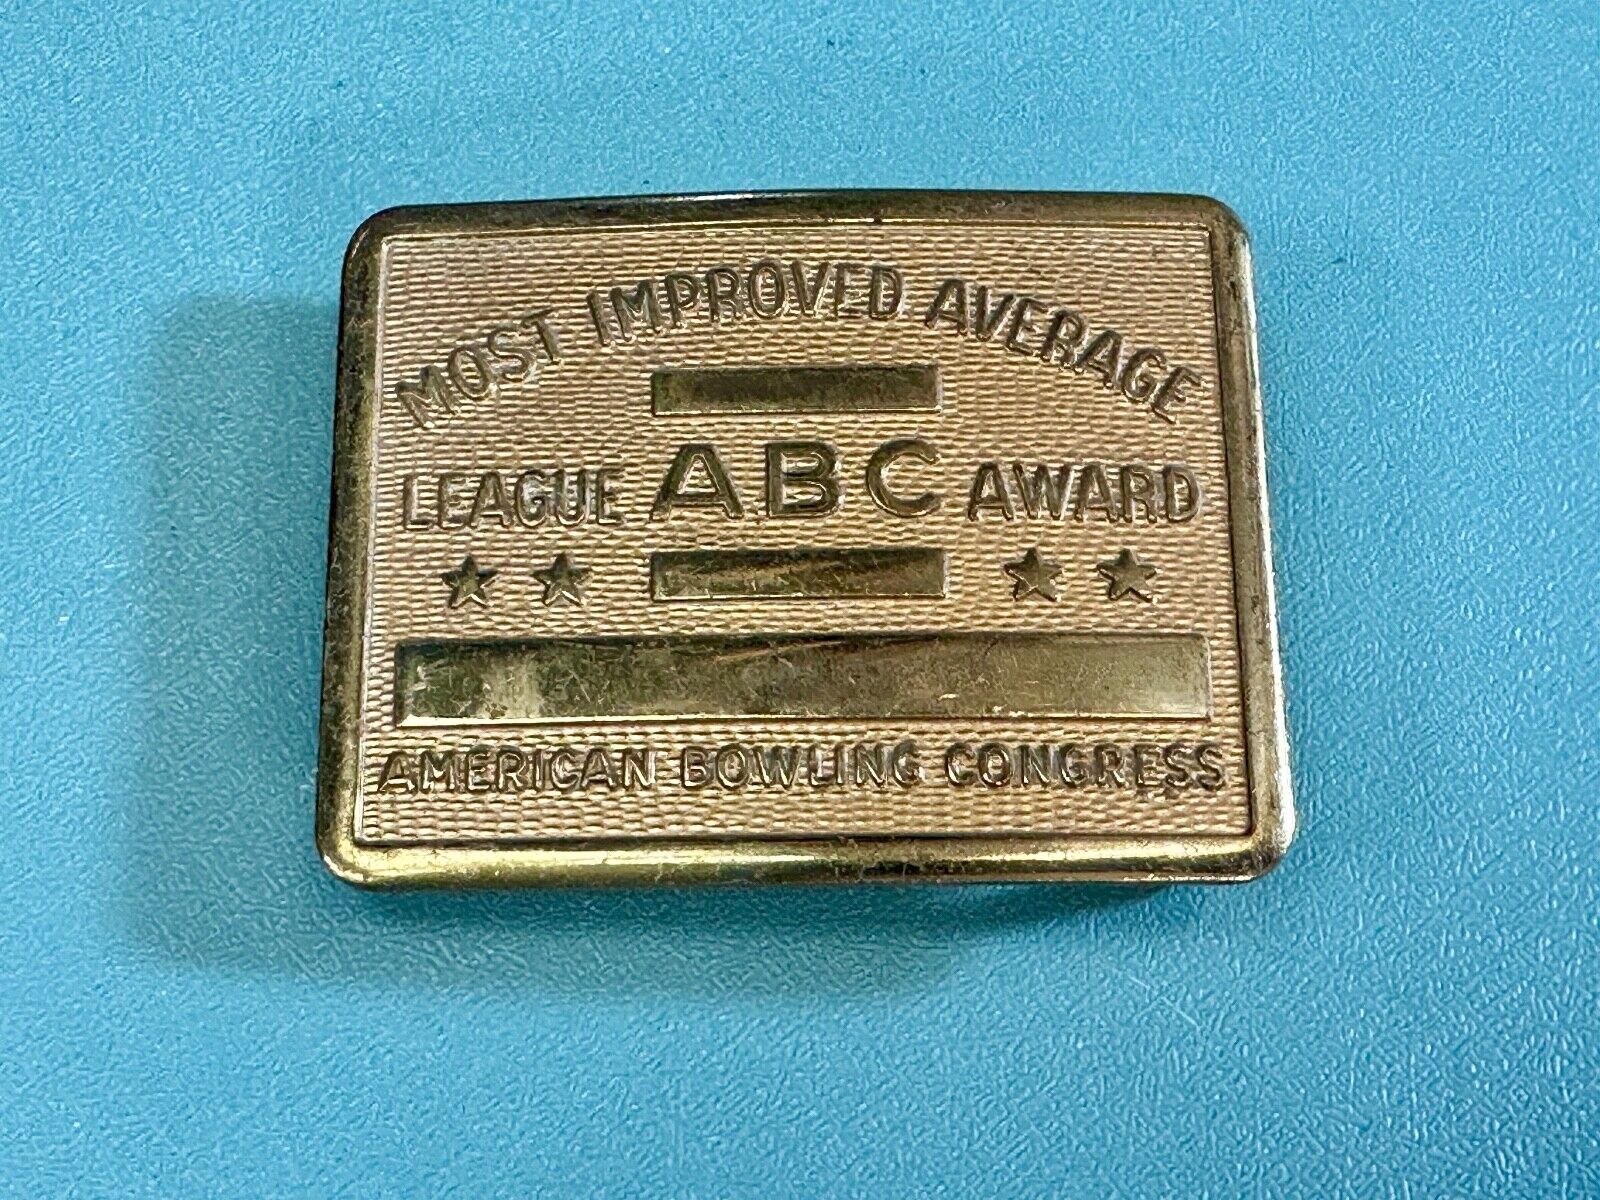 MOST IMPROVED AVERAGE
LEAGUE ABC AWARD
AMERICAN BOWLING CONGRESS